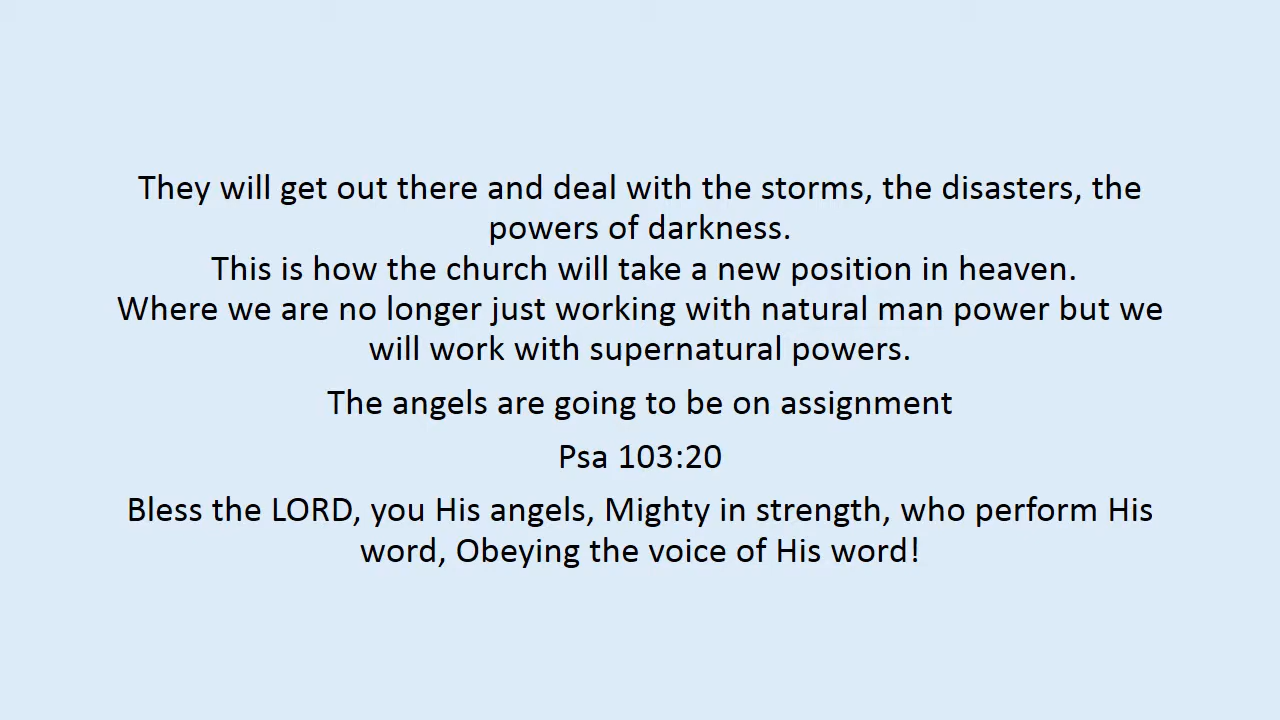 They will get out there and deal with the storms, the disasters, the
powers of darkness.
This is how the church will take a new position in heaven.
Where we are no longer just working with natural man power but we
will work with supernatural powers.
The angels are going to be on assignment
Psa 103:20
Bless the LORD, you His angels, Mighty in strength, who perform His
word, Obeying the voice of His word!